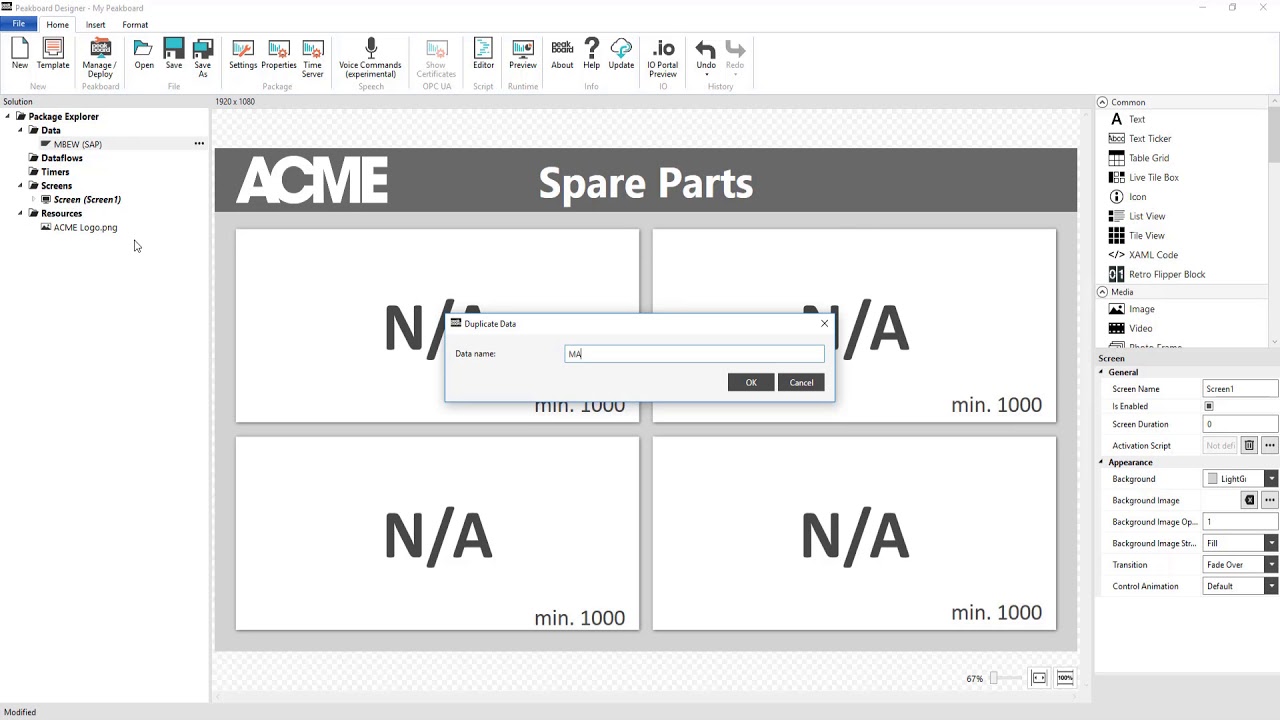 Peakboard Designer - My Peakboard
File Home Insert Format
New Template Manage / Deploy Open Save Save As Settings Properties Time Server Voice Commands (experimental) Show Certificates Editor Preview About Help Update IO Portal Preview Undo Redo
New Peakboard File Package Speech OPC UA Script Runtime Info IO History
Solution
1920 x 1080
Package Explorer
Data
MBEW (SAP)
Dataflows
Timers
Screens
Screen (Screen1)
Resources
ACME Logo.png
ACME
Spare Parts
N/A
min. 1000
N/A
min. 1000
N/A
min. 1000
N/A
min. 1000
Duplicate Data
Data name: MA
OK Cancel
67%
100%
Common
Text
Text Ticker
Table Grid
Live Tile Box
Icon
List View
Tile View
XAML Code
Retro Flipper Block
Media
Image
Video
Photo Frame
Screen
General
Screen Name Screen1
Is Enabled
Screen Duration 0
Activation Script Not defi
Appearance
Background LightGi
Background Image
Background Image Op... 1
Background Image Str... Fill
Transition Fade Over
Control Animation Default
Modified